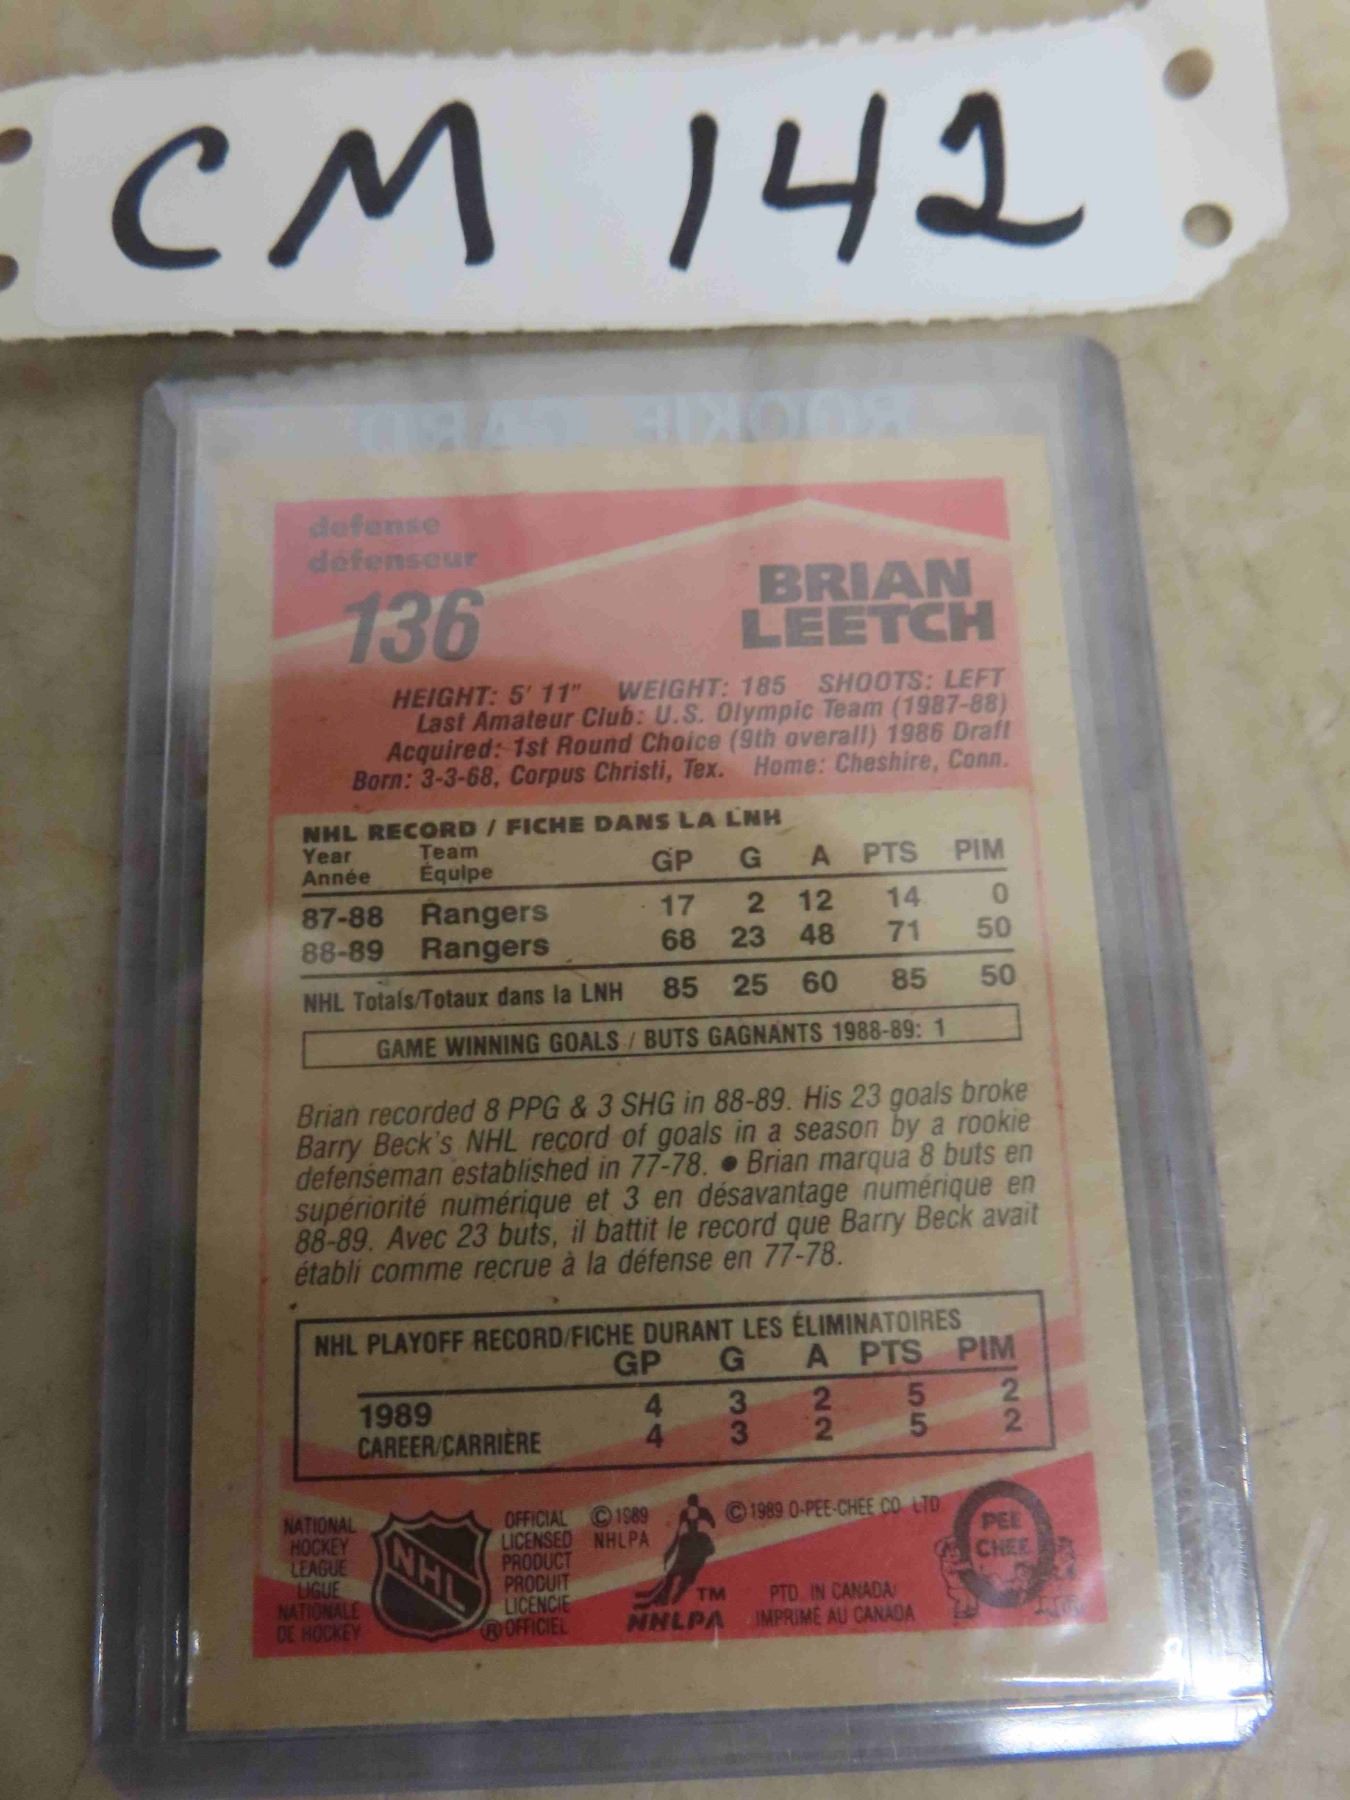 CM 142
ROOKIE CARD
defense
défenseur
136
BRIAN
LEETCH
HEIGHT: 5' 11" WEIGHT: 185 SHOOTS: LEFT
Last Amateur Club: U.S. Olympic Team (1987-88)
Acquired: 1st Round Choice (9th overall) 1986 Draft
Born: 3-3-68, Corpus Christi, Tex. Home: Cheshire, Conn.
NHL RECORD / FICHE DANS LA LNH
Year Team GP G A PTS PIM
Année Équipe
87-88 Rangers 17 2 12 14 0
88-89 Rangers 68 23 48 71 50
NHL Totals/Totaux dans la LNH 85 25 60 85 50
GAME WINNING GOALS / BUTS GAGNANTS 1988-89: 1
Brian recorded 8 PPG & 3 SHG in 88-89. His 23 goals broke
Barry Beck's NHL record of goals in a season by a rookie
defenseman established in 77-78. ● Brian marqua 8 buts en
supériorité numérique et 3 en désavantage numérique en
88-89. Avec 23 buts, il battit le record que Barry Beck avait
établi comme recrue à la défense en 77-78.
NHL PLAYOFF RECORD/FICHE DURANT LES ÉLIMINATOIRES
GP G A PTS PIM
1989 4 3 2 5 2
CAREER/CARRIÈRE 4 3 2 5 2
NATIONAL
HOCKEY
LEAGUE
LIGUE
NATIONALE
DE HOCKEY
NHL
OFFICIAL
LICENSED
PRODUCT
PRODUIT
LICENCIE
® OFFICIEL
© 1989
NHLPA
TM
NHLPA
© 1989 O-PEE-CHEE CO. LTD
PTD. IN CANADA/
IMPRIMÉ AU CANADA
PEE
CHEE